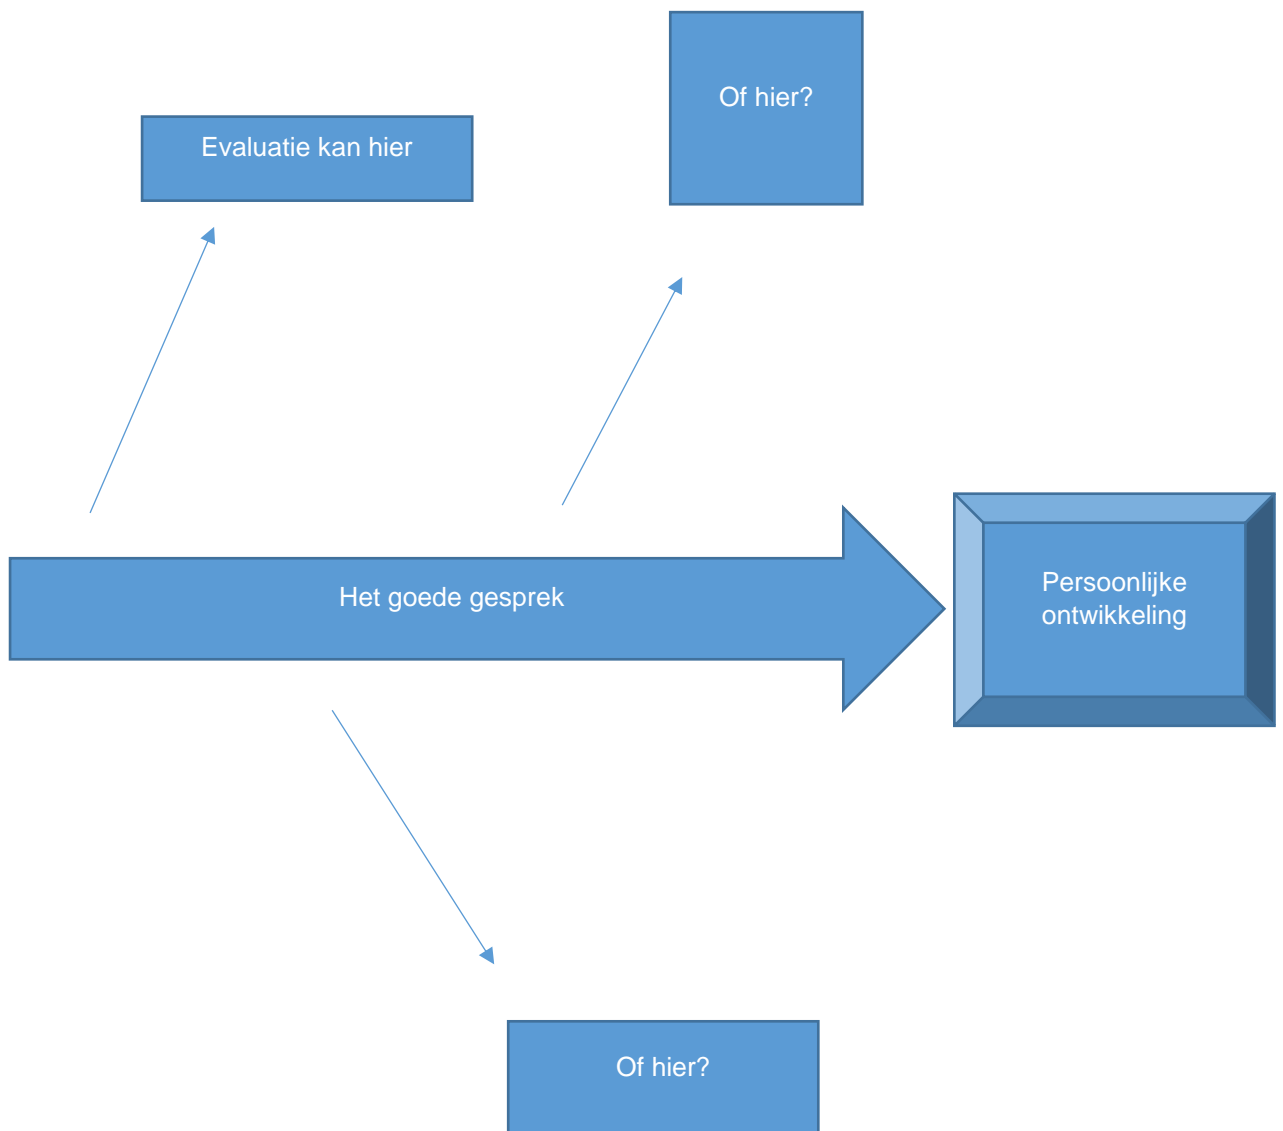 Of hier?
Evaluatie kan hier
Het goede gesprek
Persoonlijke
ontwikkeling
Of hier?